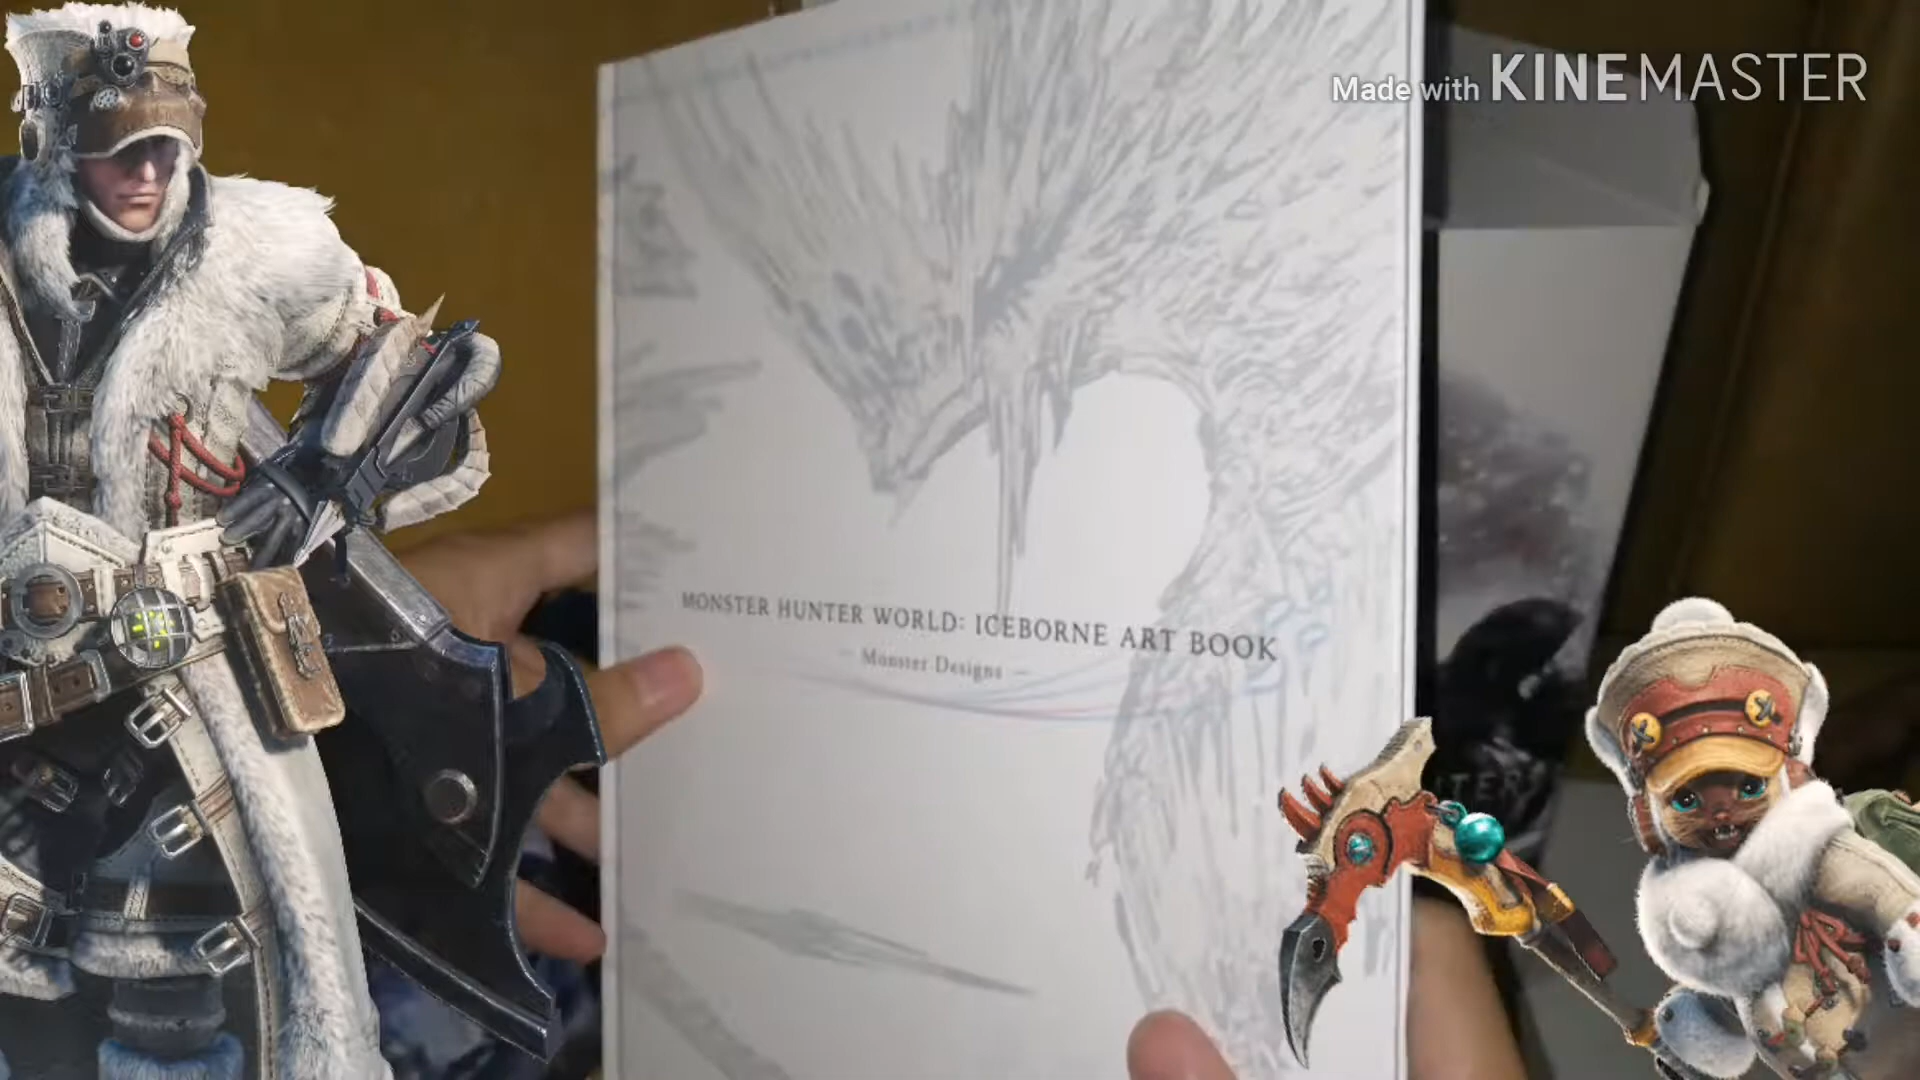 Made with KINEMASTER
MONSTER HUNTER WORLD: ICEBORNE ART BOOK
— Monster Designs —